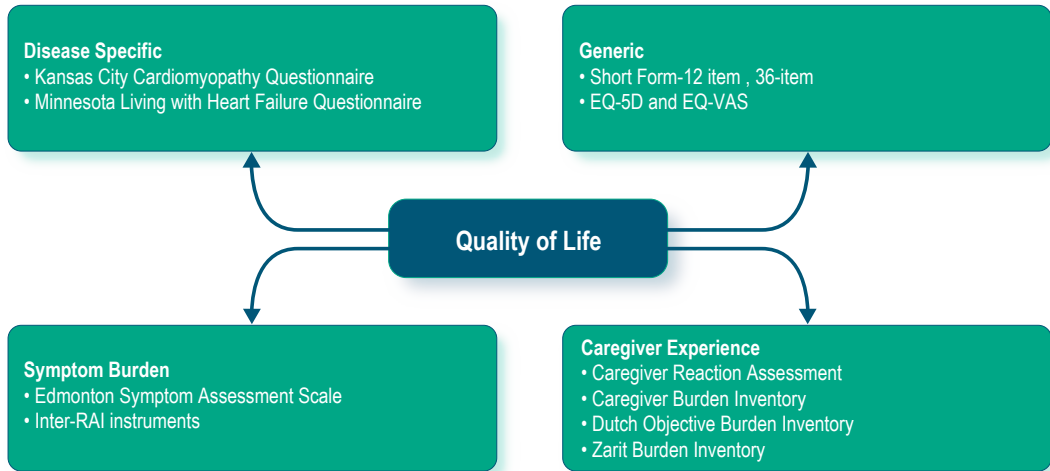 Disease Specific
• Kansas City Cardiomyopathy Questionnaire
• Minnesota Living with Heart Failure Questionnaire
Generic
• Short Form-12 item , 36-item
• EQ-5D and EQ-VAS
Quality of Life
Symptom Burden
• Edmonton Symptom Assessment Scale
• Inter-RAI instruments
Caregiver Experience
• Caregiver Reaction Assessment
• Caregiver Burden Inventory
• Dutch Objective Burden Inventory
• Zarit Burden Inventory